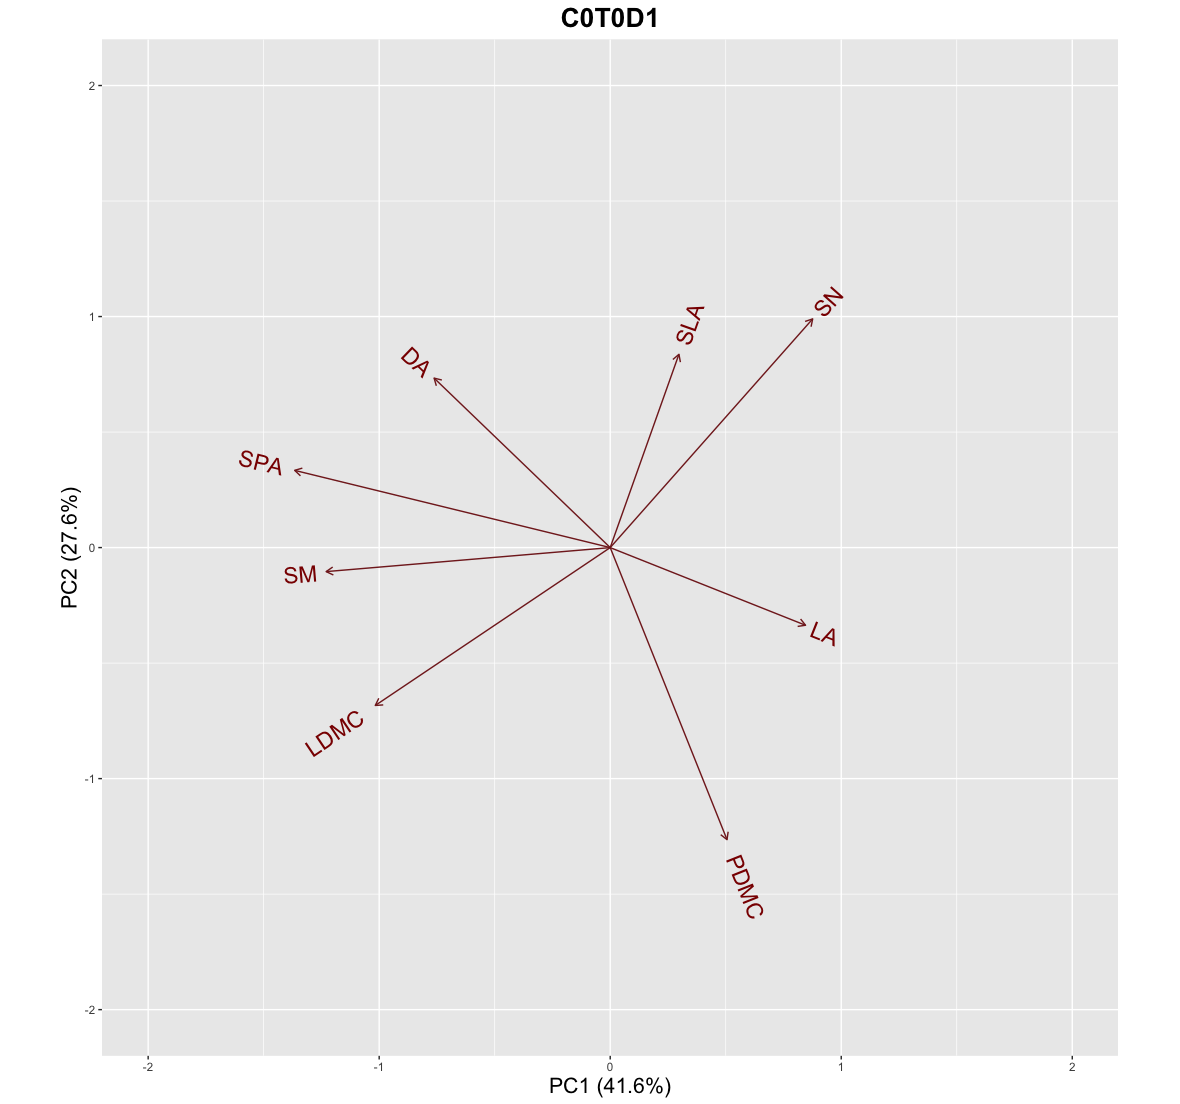 C0T0D1
2
1
0
-1
-2
PC2 (27.6%)
SN
SLA
DA
SPA
SM
LA
LDMC
PDMC
-2
-1
0
1
2
PC1 (41.6%)